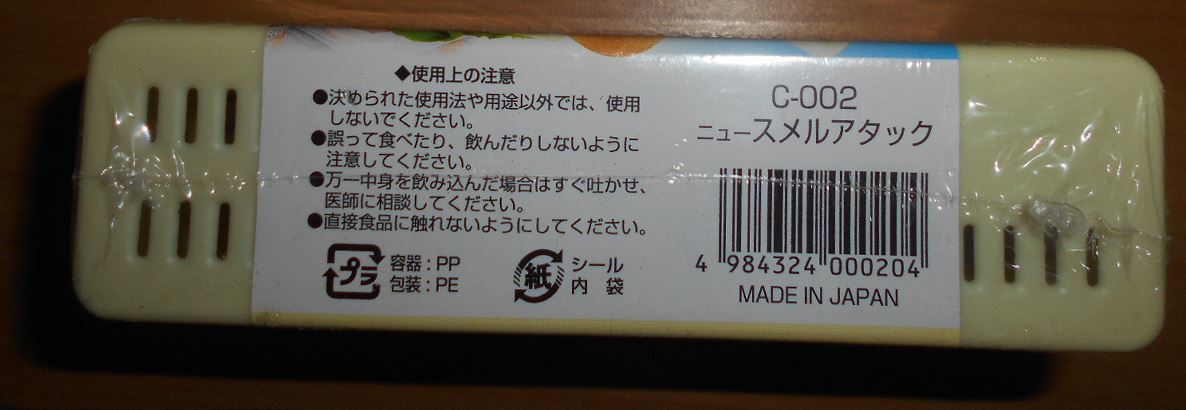 ◆使用上の注意
●決められた使用法や用途以外では、使用
しないでください。
●誤って食べたり、飲んだりしないように
注意してください。
●万一中身を飲み込んだ場合はすぐ吐かせ、
医師に相談してください。
●直接食品に触れないようにしてください。
プラ
容器：PP
包装：PE
紙
シール
内 袋
C-002
ニュースメルアタック
4 984324 000204
MADE IN JAPAN